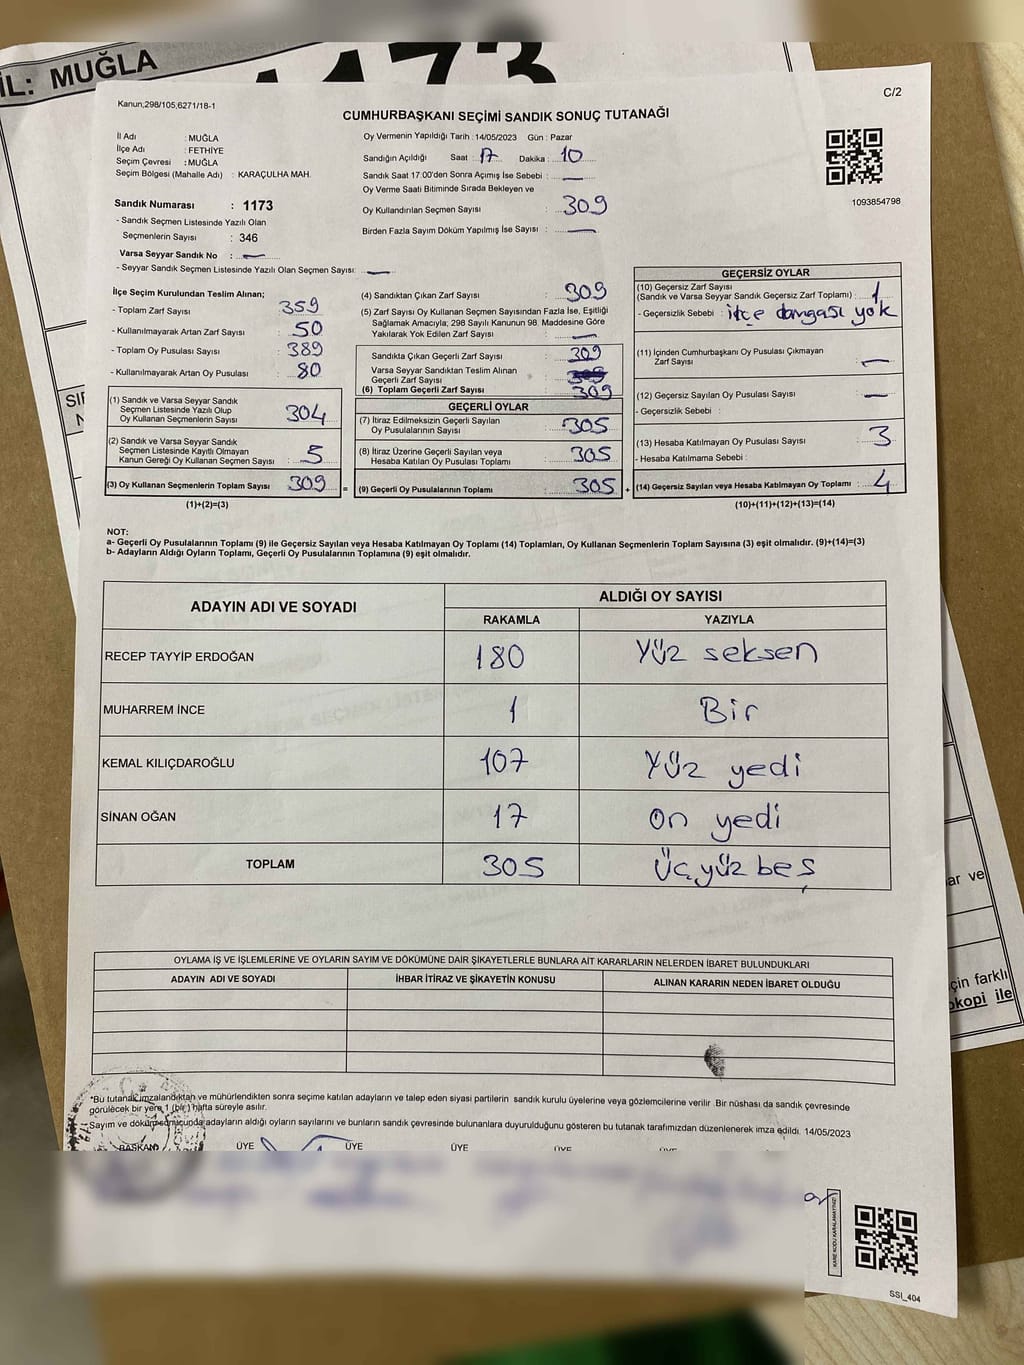 İL: MUĞLA
1173
Kanun;298/105,6271/18-1
C/2
CUMHURBAŞKANI SEÇİMİ SANDIK SONUÇ TUTANAĞI
İl Adı : MUĞLA
İlçe Adı : FETHİYE
Seçim Çevresi : MUĞLA
Seçim Bölgesi (Mahalle Adı) : KARAÇULHA MAH.
Oy Vermenin Yapıldığı Tarih : 14/05/2023 Gün : Pazar
Sandığın Açıldığı Saat : 17 Dakika : 10
Sandık Saat 17:00'den Sonra Açımış İse Sebebi : —
Oy Verme Saati Bitiminde Sırada Bekleyen ve
Oy Kullandırılan Seçmen Sayısı : 309
Birden Fazla Sayım Döküm Yapılmış İse Sayısı : —
1093854798
Sandık Numarası : 1173
- Sandık Seçmen Listesinde Yazılı Olan
Seçmenlerin Sayısı : 346
Varsa Seyyar Sandık No : —
- Seyyar Sandık Seçmen Listesinde Yazılı Olan Seçmen Sayısı: —
İlçe Seçim Kurulundan Teslim Alınan;
- Toplam Zarf Sayısı : 359
- Kullanılmayarak Artan Zarf Sayısı : 50
- Toplam Oy Pusulası Sayısı : 389
- Kullanılmayarak Artan Oy Pusulası : 80
(1) Sandık ve Varsa Seyyar Sandık
Seçmen Listesinde Yazılı Olup
Oy Kullanan Seçmenlerin Sayısı : 304
(2) Sandık ve Varsa Seyyar Sandık
Seçmen Listesinde Kayıtlı Olmayan
Kanun Gereği Oy Kullanan Seçmen Sayısı : 5
(3) Oy Kullanan Seçmenlerin Toplam Sayısı : 309
(1)+(2)=(3)
(4) Sandıktan Çıkan Zarf Sayısı : 309
(5) Zarf Sayısı Oy Kullanan Seçmen Sayısından Fazla İse, Eşitliği
Sağlamak Amacıyla; 298 Sayılı Kanunun 98. Maddesine Göre
Yakılarak Yok Edilen Zarf Sayısı : —
Sandıkta Çıkan Geçerli Zarf Sayısı : 309
Varsa Seyyar Sandıktan Teslim Alınan
Geçerli Zarf Sayısı :
(6) Toplam Geçerli Zarf Sayısı : 309
GEÇERLİ OYLAR
(7) İtiraz Edilmeksizin Geçerli Sayılan
Oy Pusulalarının Sayısı : 305
(8) İtiraz Üzerine Geçerli Sayılan veya
Hesaba Katılan Oy Pusulası Toplamı : 305
= (9) Geçerli Oy Pusulalarının Toplamı : 305 +
GEÇERSİZ OYLAR
(10) Geçersiz Zarf Sayısı
(Sandık ve Varsa Seyyar Sandık Geçersiz Zarf Toplamı) : 1
- Geçersizlik Sebebi : ilçe damgası yok
(11) İçinden Cumhurbaşkanı Oy Pusulası Çıkmayan
Zarf Sayısı : —
(12) Geçersiz Sayılan Oy Pusulası Sayısı : —
- Geçersizlik Sebebi :
(13) Hesaba Katılmayan Oy Pusulası Sayısı : 3
- Hesaba Katılmama Sebebi :
(14) Geçersiz Sayılan veya Hesaba Katılmayan Oy Toplamı : 4
(10)+(11)+(12)+(13)=(14)
NOT:
a- Geçerli Oy Pusulalarının Toplamı (9) ile Geçersiz Sayılan veya Hesaba Katılmayan Oy Toplamı (14) Toplamları, Oy Kullanan Seçmenlerin Toplam Sayısına (3) eşit olmalıdır. (9)+(14)=(3)
b- Adayların Aldığı Oyların Toplamı, Geçerli Oy Pusulalarının Toplamına (9) eşit olmalıdır.
ADAYIN ADI VE SOYADI
ALDIĞI OY SAYISI
RAKAMLA YAZIYLA
RECEP TAYYİP ERDOĞAN 180 Yüz seksen
MUHARREM İNCE 1 Bir
KEMAL KILIÇDAROĞLU 107 Yüz yedi
SİNAN OĞAN 17 On yedi
TOPLAM 305 Üç yüz beş
OYLAMA İŞ VE İŞLEMLERİNE VE OYLARIN SAYIM VE DÖKÜMÜNE DAİR ŞİKAYETLERLE BUNLARA AİT KARARLARIN NELERDEN İBARET BULUNDUKLARI
ADAYIN ADI VE SOYADI İHBAR İTİRAZ VE ŞİKAYETİN KONUSU ALINAN KARARIN NEDEN İBARET OLDUĞU
*Bu tutanak imzalandıktan ve mühürlendikten sonra seçime katılan adayların ve talep eden siyasi partilerin sandık kurulu üyelerine veya gözlemcilerine verilir .Bir nüshası da sandık çevresinde
görülecek bir yere 1 (bir) hafta süreyle asılır.
Sayım ve döküm sonucunda adayların aldığı oyların sayılarını ve bunların sandık çevresinde bulunanlara duyurulduğunu gösteren bu tutanak tarafımızdan düzenlenerek imza edildi. 14/05/2023
BAŞKAN ÜYE ÜYE ÜYE ÜYE ÜYE
ar ve
çin farklı
okopi ile
KARE KODU KARALAMAYINIZ!
SSI_404